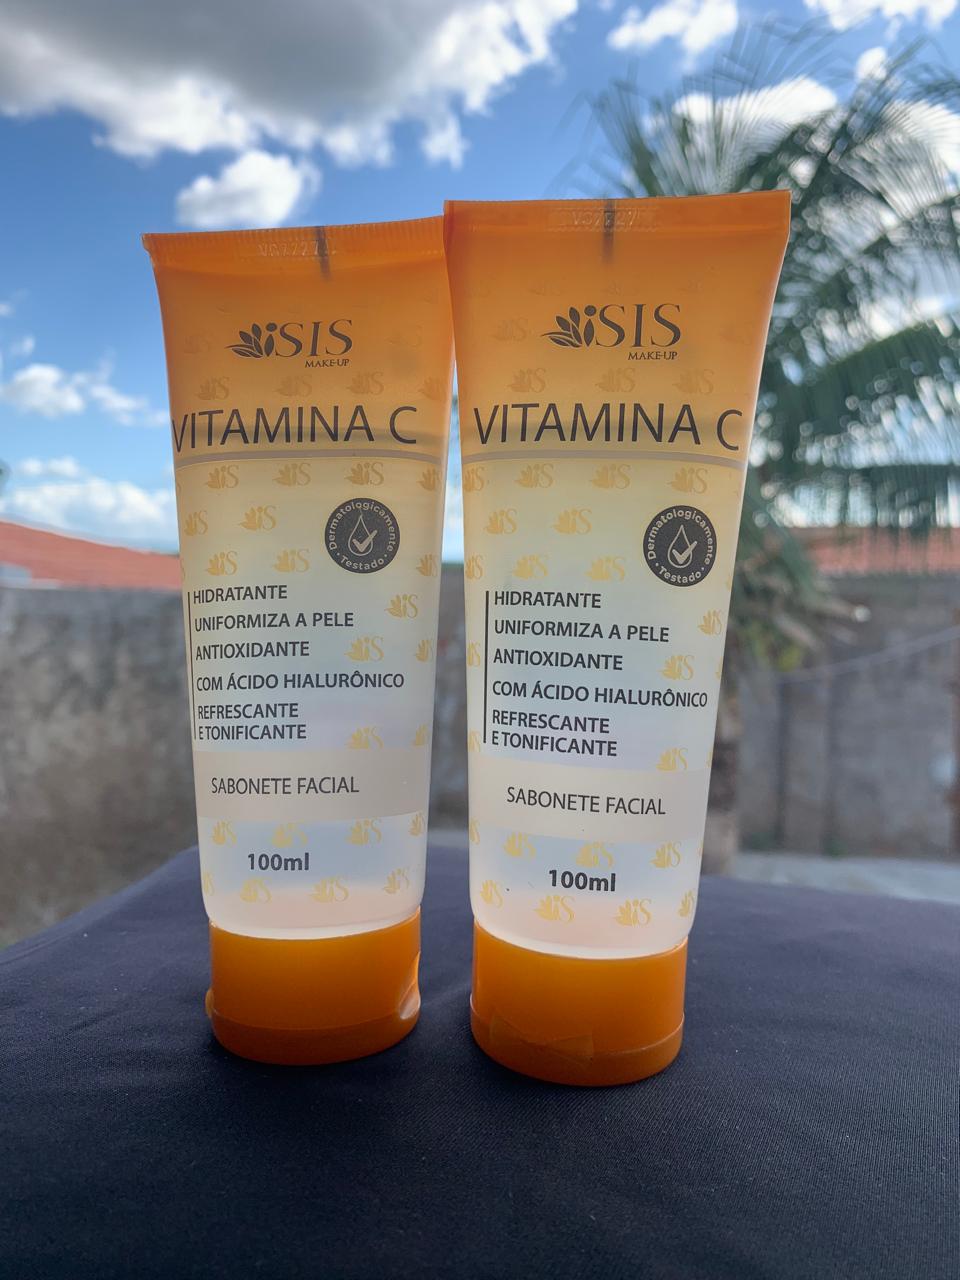 iSIS
MAKE-UP
VITAMINA C
Dermatologicamente
Testado
HIDRATANTE
UNIFORMIZA A PELE
ANTIOXIDANTE
COM ÁCIDO HIALURÔNICO
REFRESCANTE
E TONIFICANTE
SABONETE FACIAL
100ml
iSIS
MAKE-UP
VITAMINA C
Dermatologicamente
Testado
HIDRATANTE
UNIFORMIZA A PELE
ANTIOXIDANTE
COM ÁCIDO HIALURÔNICO
REFRESCANTE
E TONIFICANTE
SABONETE FACIAL
100ml